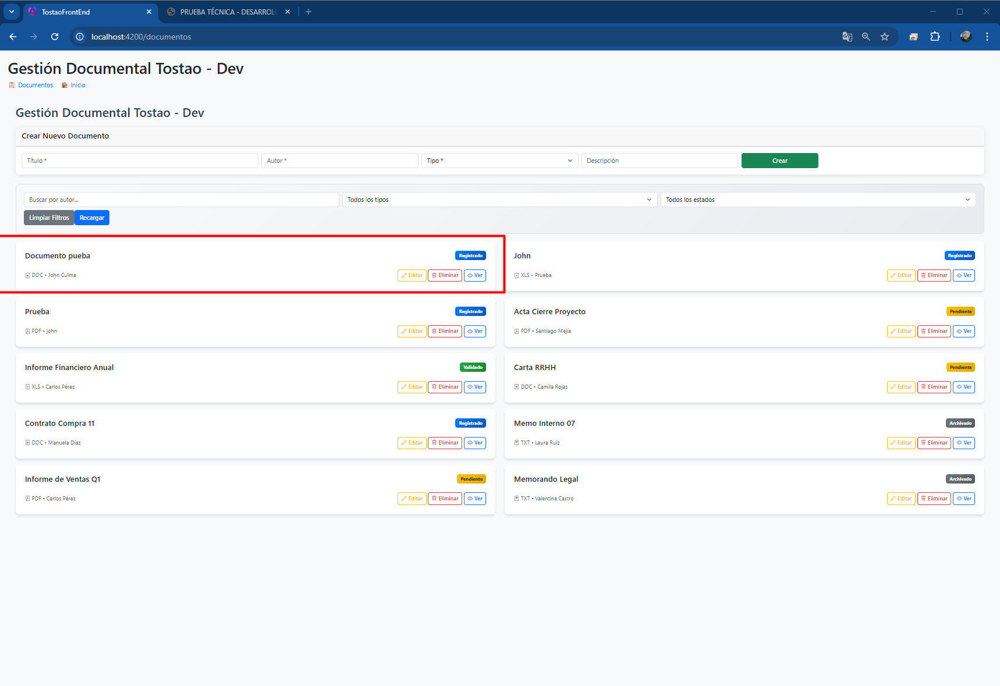 TostaoFrontEnd
PRUEBA TÉCNICA - DESARROL
localhost:4200/documentos
Gestión Documental Tostao - Dev
Documentos Inicio
Gestión Documental Tostao - Dev
Crear Nuevo Documento
Título * Autor * Tipo * Descripción Crear
Buscar por autor... Todos los tipos Todos los estados
Limpiar Filtros Recargar
Documento pueba Registrado
DOC • John Culma Editar Eliminar Ver
John Registrado
XLS • Prueba Editar Eliminar Ver
Prueba Registrado
PDF • john Editar Eliminar Ver
Acta Cierre Proyecto Pendiente
PDF • Santiago Mejía Editar Eliminar Ver
Informe Financiero Anual Validado
XLS • Carlos Pérez Editar Eliminar Ver
Carta RRHH Pendiente
DOC • Camila Rojas Editar Eliminar Ver
Contrato Compra 11 Registrado
DOC • Manuela Díaz Editar Eliminar Ver
Memo Interno 07 Archivado
TXT • Laura Ruiz Editar Eliminar Ver
Informe de Ventas Q1 Pendiente
PDF • Carlos Pérez Editar Eliminar Ver
Memorando Legal Archivado
TXT • Valentina Castro Editar Eliminar Ver